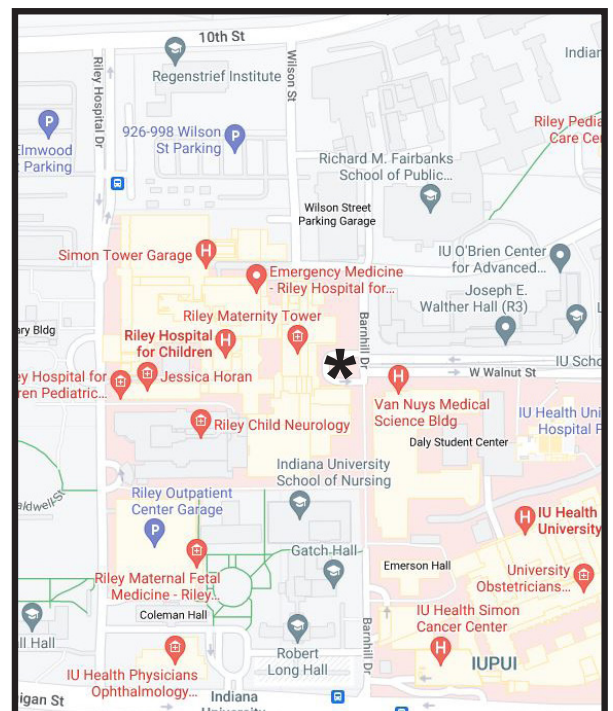 10th St
Regenstrief Institute
Wilson St
Riley Hospital Dr
Indian
926-998 Wilson
St Parking
Elmwood
t Parking
Riley Pedia
Care Cen
Richard M. Fairbanks
School of Public...
Wilson Street
Parking Garage
Simon Tower Garage
Emergency Medicine
- Riley Hospital for...
IU O'Brien Center
for Advanced...
Joseph E.
Walther Hall (R3)
L
Riley Maternity Tower
ary Bldg
Riley Hospital
for Children
Barnhill Dr
*
IU Scho
W Walnut St
ey Hospital for
ren Pediatric...
Jessica Horan
Van Nuys Medical
Science Bldg
IU Health Uni
Hospital P
Riley Child Neurology
Daly Student Center
Indiana University
School of Nursing
aldwell St
Riley Outpatient
Center Garage
IU Health
University
Gatch Hall
Emerson Hall
University
Obstetricians...
Riley Maternal Fetal
Medicine - Riley...
Coleman Hall
IU Health Simon
Cancer Center
ll Hall
Robert
Long Hall
Barnhill Dr
IUPUI
IU Health Physicians
Ophthalmology...
igan St
Indiana
University